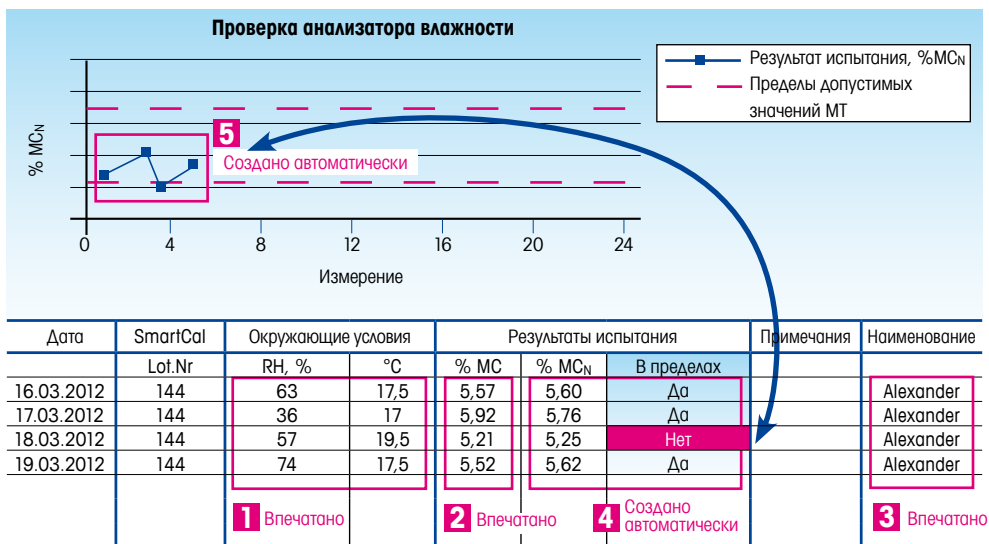 Проверка анализатора влажности
Результат испытания, %MCN
Пределы допустимых
значений МТ
% MCN
5
Создано автоматически
0 4 8 12 16 20 24
Измерение
Дата SmartCal Окружающие условия Результаты испытания Примечания Наименование
Lot.Nr RH, % °C % MC % MCN В пределах
16.03.2012 144 63 17,5 5,57 5,60 Да Alexander
17.03.2012 144 36 17 5,92 5,76 Да Alexander
18.03.2012 144 57 19,5 5,21 5,25 Нет Alexander
19.03.2012 144 74 17,5 5,52 5,62 Да Alexander
1 Впечатано 2 Впечатано 4 Создано автоматически 3 Впечатано